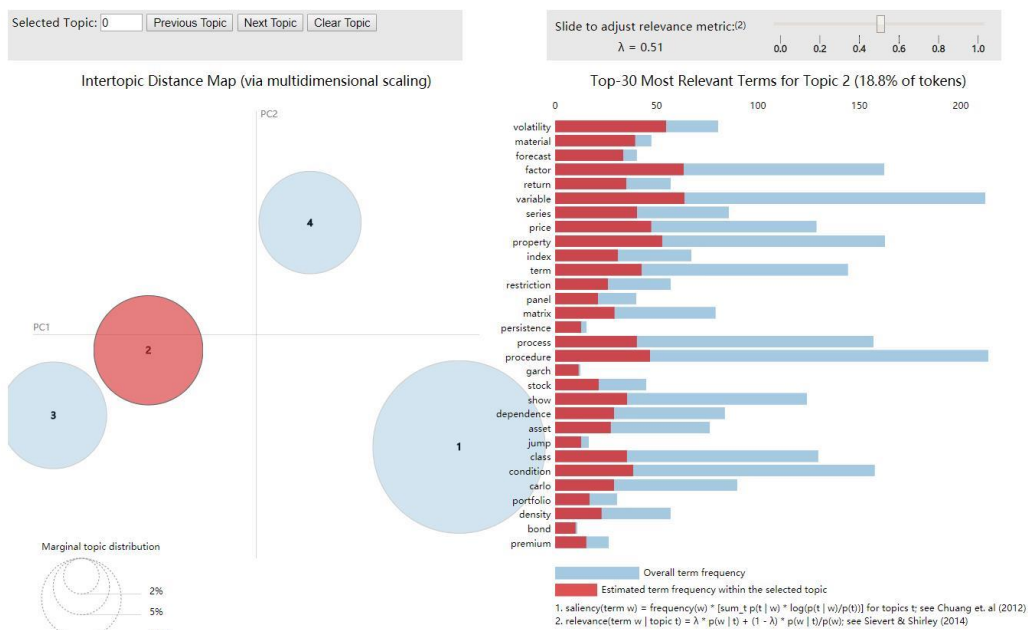 Selected Topic: 0 Previous Topic Next Topic Clear Topic
Slide to adjust relevance metric:(2)
λ = 0.51
0.0 0.2 0.4 0.6 0.8 1.0
Intertopic Distance Map (via multidimensional scaling)
PC2
PC1
4
2
3
1
Marginal topic distribution
2%
5%
Top-30 Most Relevant Terms for Topic 2 (18.8% of tokens)
0 50 100 150 200
volatility
material
forecast
factor
return
variable
series
price
property
index
term
restriction
panel
matrix
persistence
process
procedure
garch
stock
show
dependence
asset
jump
class
condition
carlo
portfolio
density
bond
premium
Overall term frequency
Estimated term frequency within the selected topic
1. saliency(term w) = frequency(w) * [sum_t p(t | w) * log(p(t | w)/p(t))] for topics t; see Chuang et. al (2012)
2. relevance(term w | topic t) = λ * p(w | t) + (1 - λ) * p(w | t)/p(w); see Sievert & Shirley (2014)